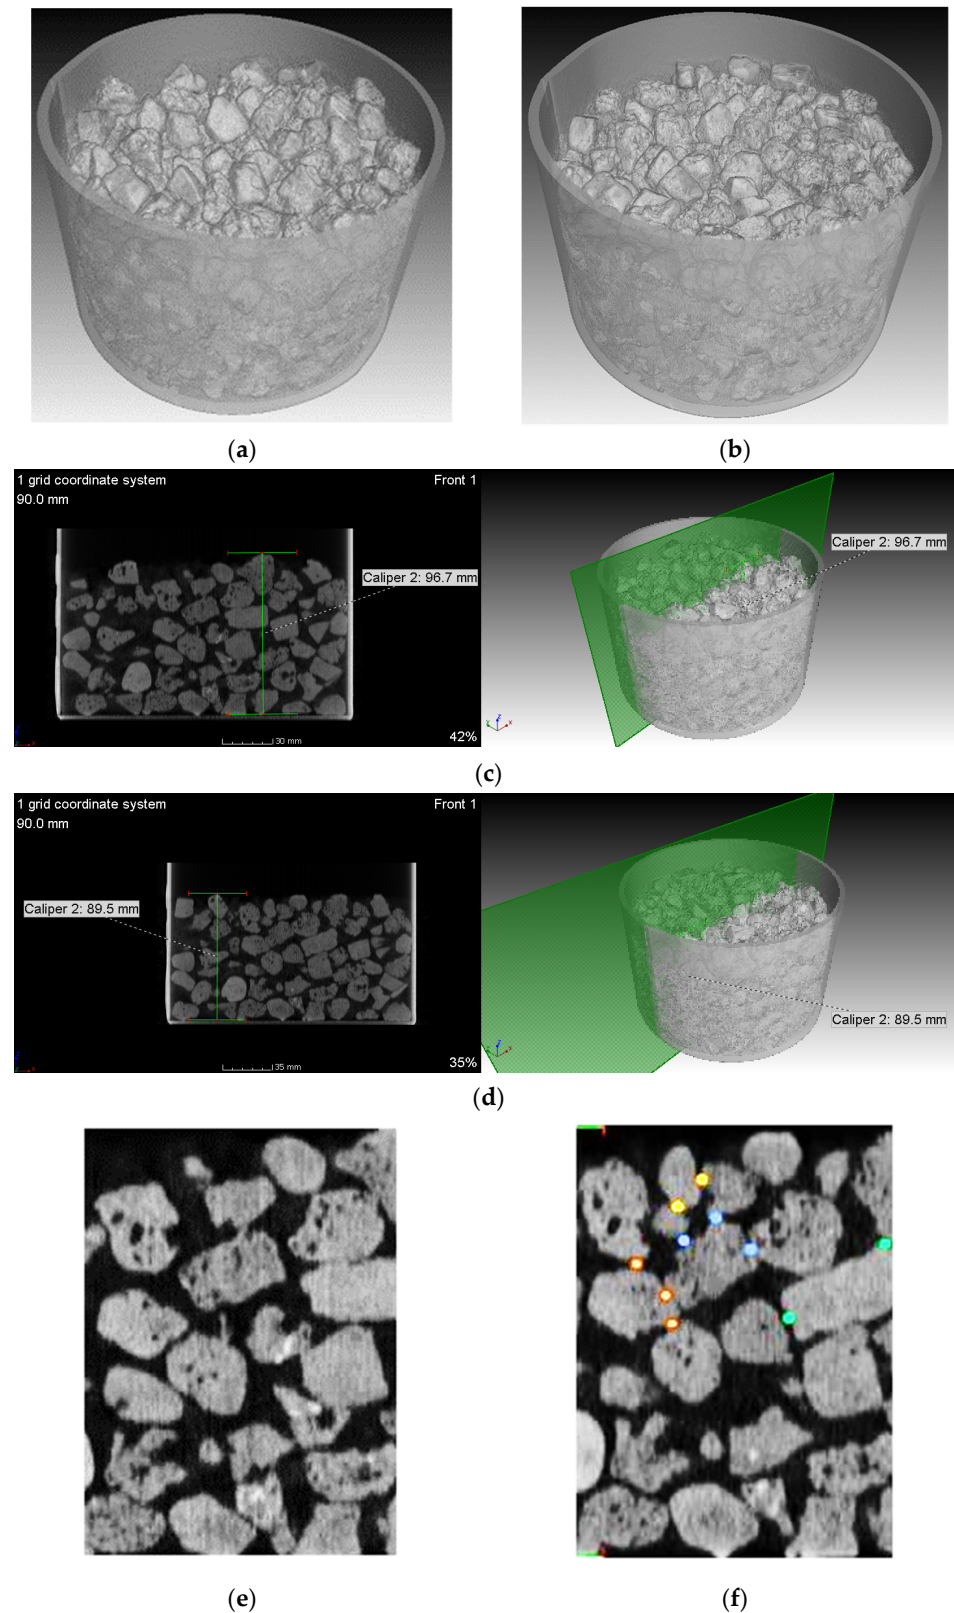 (a)
(b)
1 grid coordinate system
Front 1
90.0 mm
Caliper 2: 96.7 mm
30 mm
42%
Caliper 2: 96.7 mm
(c)
1 grid coordinate system
Front 1
90.0 mm
Caliper 2: 89.5 mm
35 mm
35%
Caliper 2: 89.5 mm
(d)
(e)
(f)